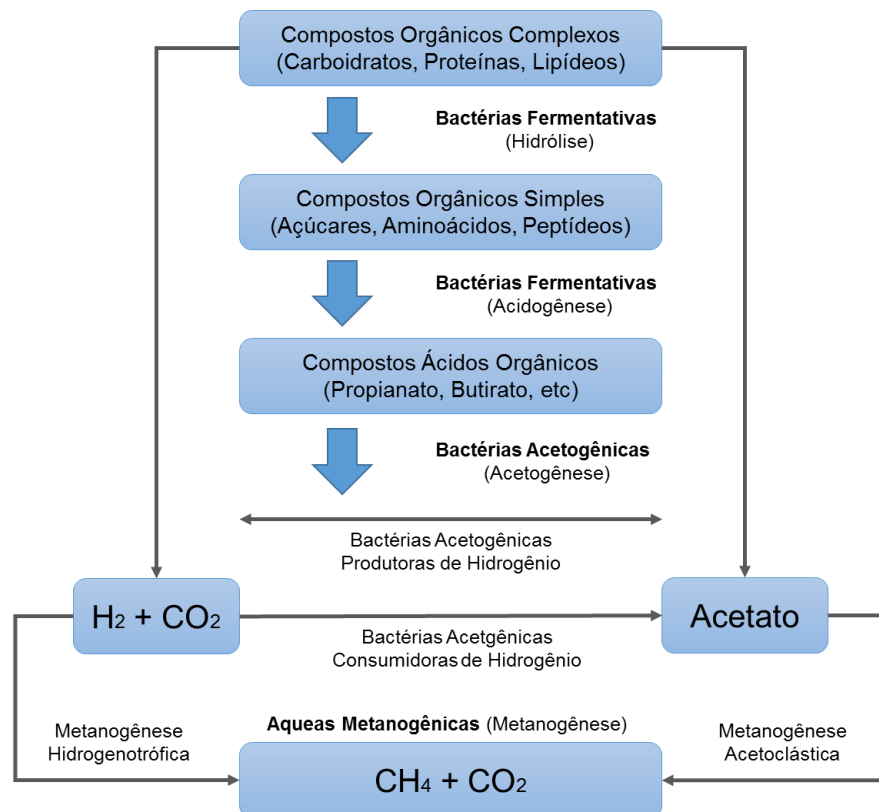 Compostos Orgânicos Complexos
(Carboidratos, Proteínas, Lipídeos)
Bactérias Fermentativas
(Hidrólise)
Compostos Orgânicos Simples
(Açúcares, Aminoácidos, Peptídeos)
Bactérias Fermentativas
(Acidogênese)
Compostos Ácidos Orgânicos
(Propianato, Butirato, etc)
Bactérias Acetogênicas
(Acetogênese)
Bactérias Acetogênicas
Produtoras de Hidrogênio
H₂ + CO₂
Acetato
Bactérias Acetgênicas
Consumidoras de Hidrogênio
Metanogênese
Hidrogenotrófica
Aqueas Metanogênicas (Metanogênese)
CH₄ + CO₂
Metanogênese
Acetoclástica